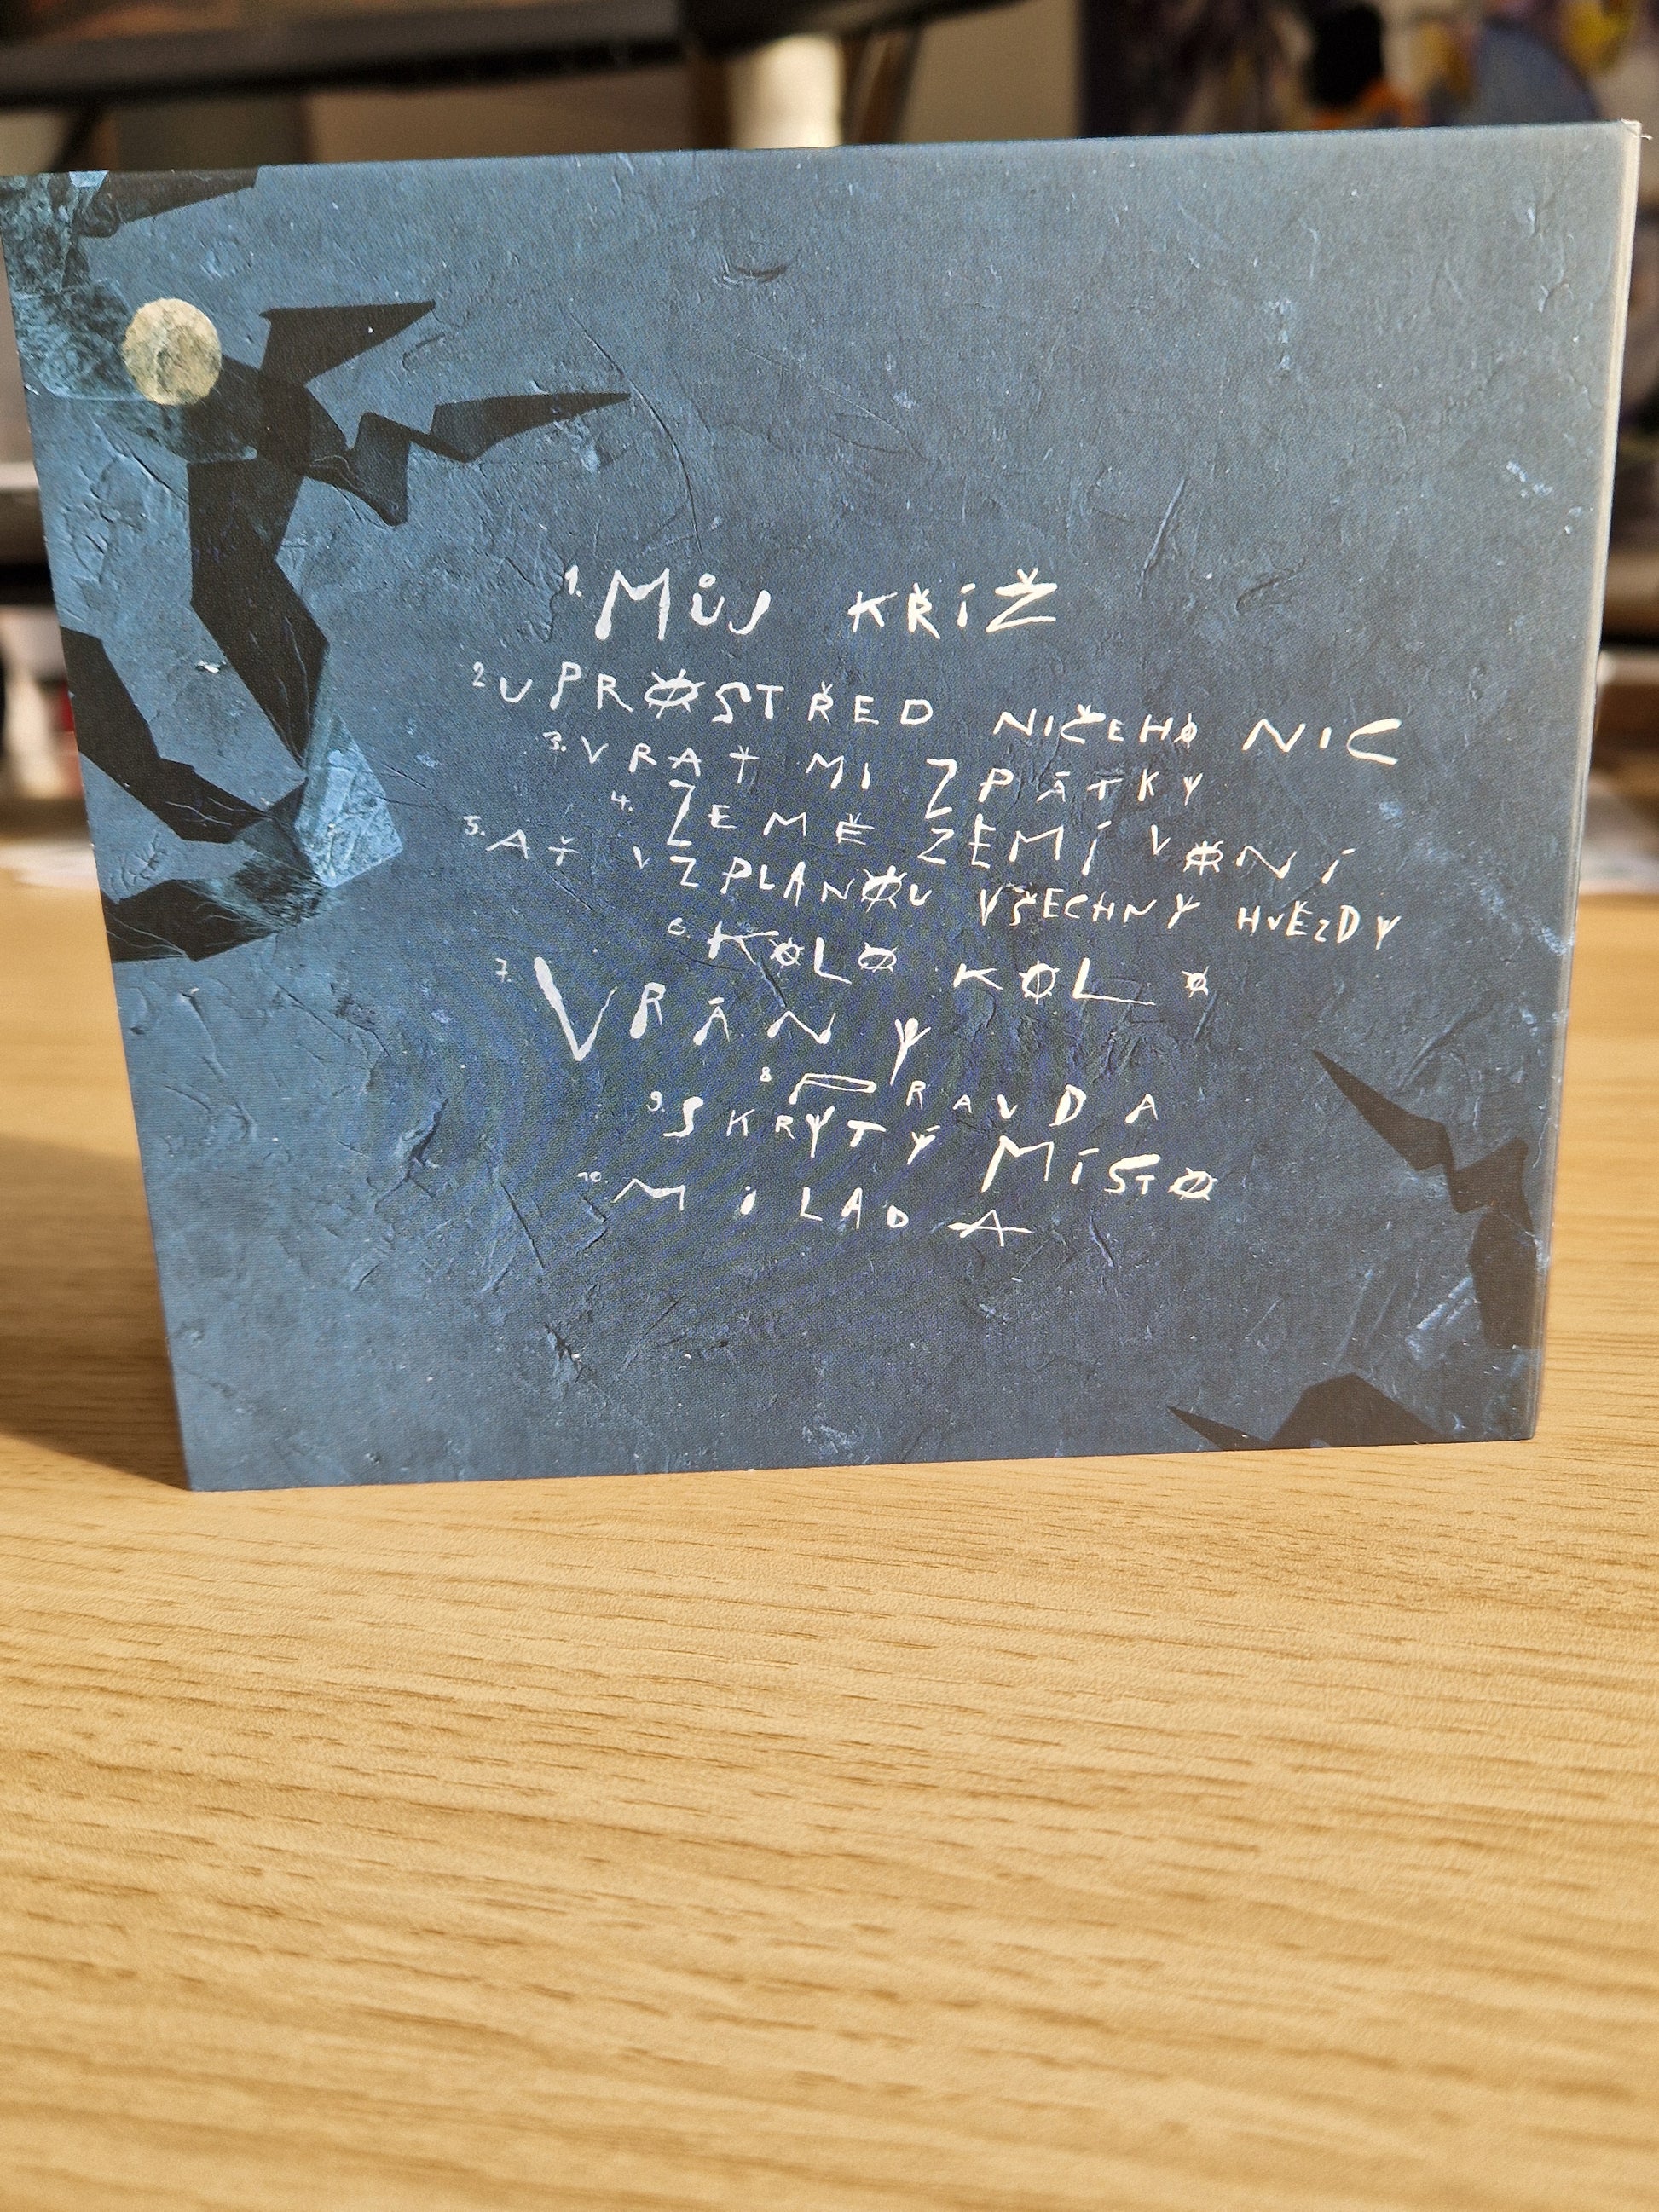 1. MŮJ KŘÍŽ
2 UPROSTŘED NIČEHO NIC
3. VRAŤ MI ZPÁTKY
4. ZEMĚ ZEMÍ VONÍ
5. AŤ VZPLANOU VŠECHNY HVĚZDY
6. KOLO KOLO
7. VRÁNY
8 PRAVDA
9. SKRYTÝ MÍSTO
10. MILADA